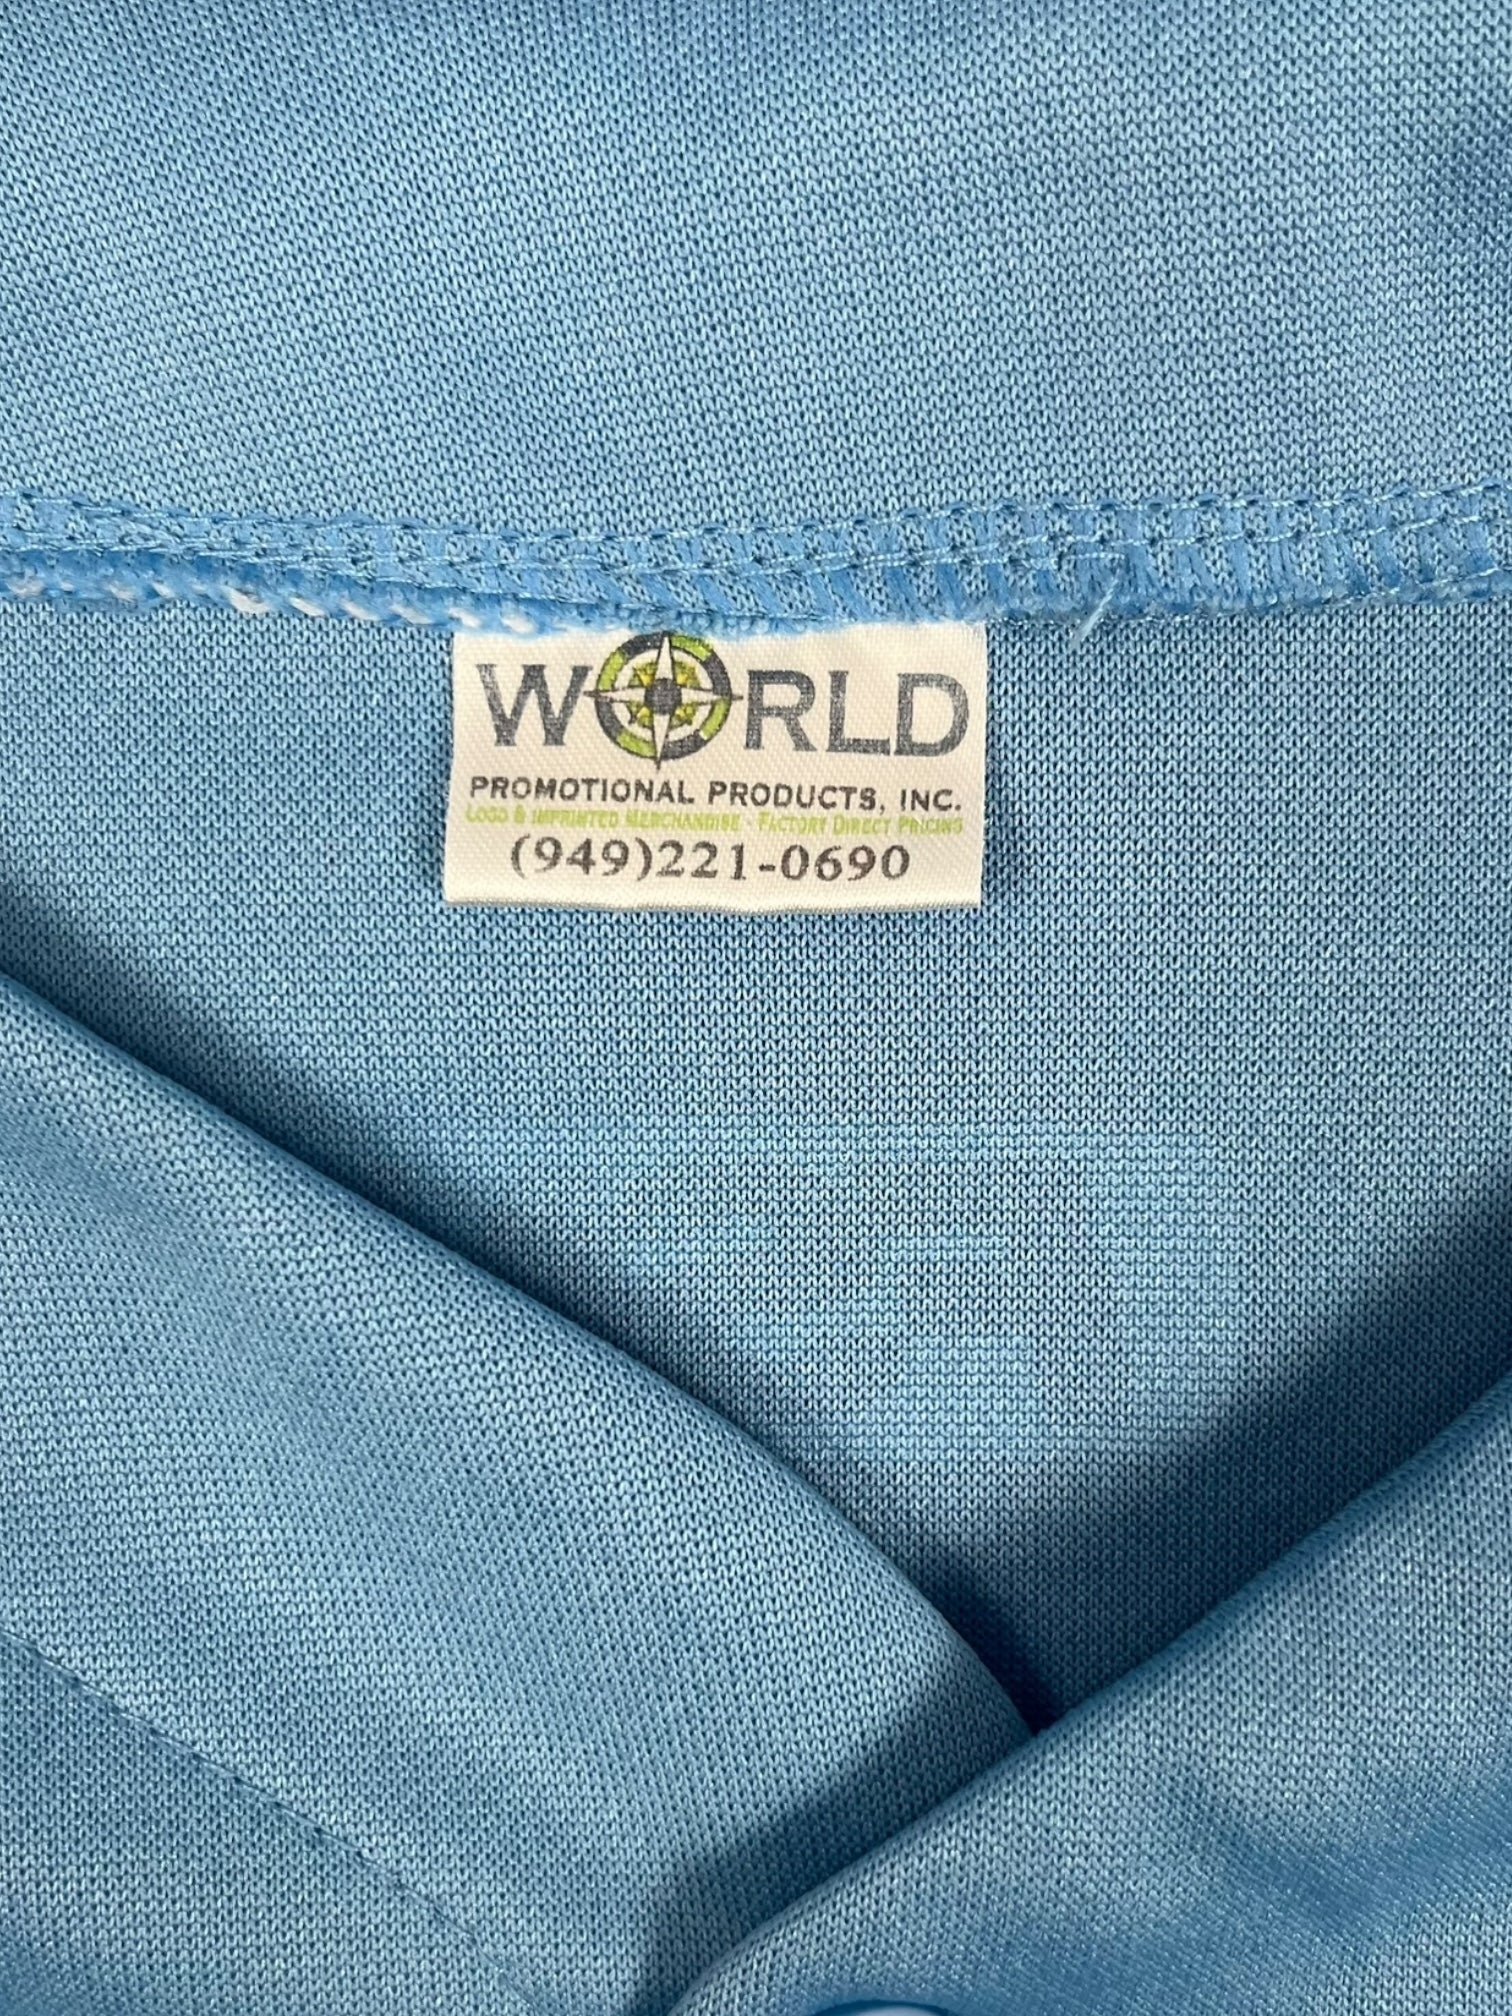 WORLD
PROMOTIONAL PRODUCTS, INC.
LOGO & IMPRINTED MERCHANDISE · FACTORY DIRECT PRICING
(949)221-0690